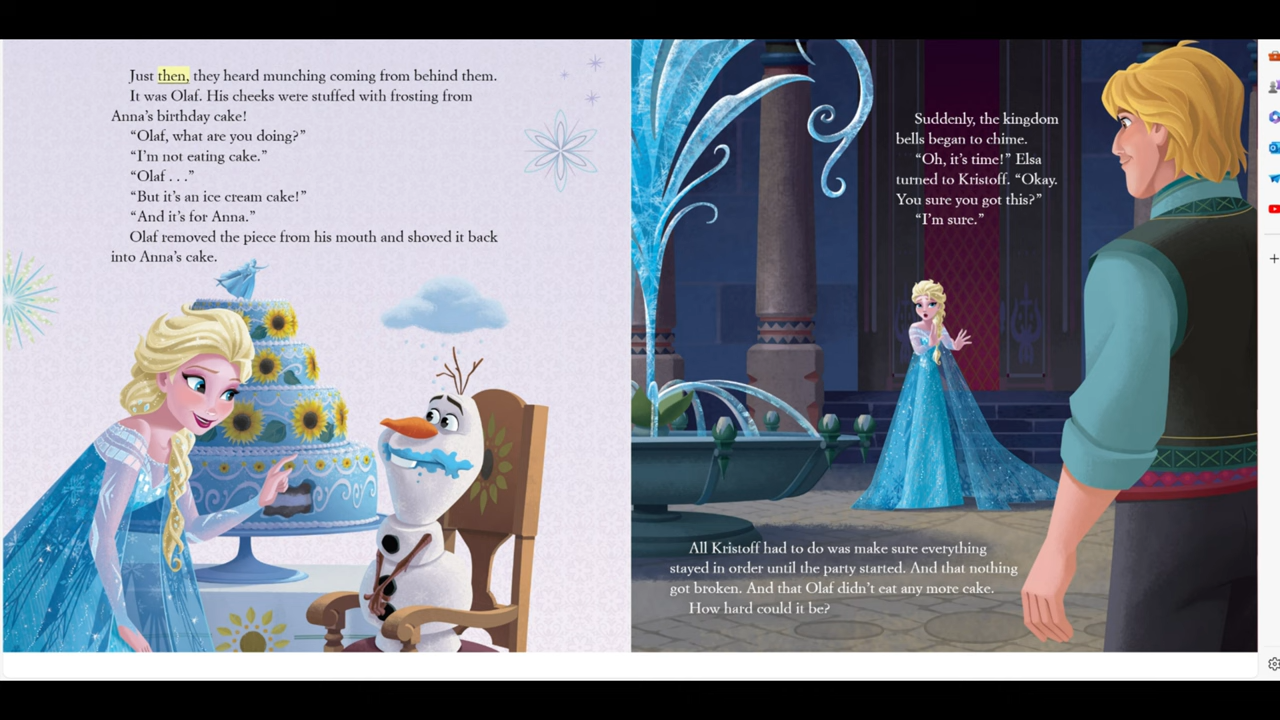 Just then, they heard munching coming from behind them.
It was Olaf. His cheeks were stuffed with frosting from
Anna’s birthday cake!
“Olaf, what are you doing?”
“I’m not eating cake.”
“Olaf . . .”
“But it’s an ice cream cake!”
“And it’s for Anna.”
Olaf removed the piece from his mouth and shoved it back
into Anna’s cake.
Suddenly, the kingdom
bells began to chime.
“Oh, it’s time!” Elsa
turned to Kristoff. “Okay.
You sure you got this?”
“I’m sure.”
All Kristoff had to do was make sure everything
stayed in order until the party started. And that nothing
got broken. And that Olaf didn’t eat any more cake.
How hard could it be?